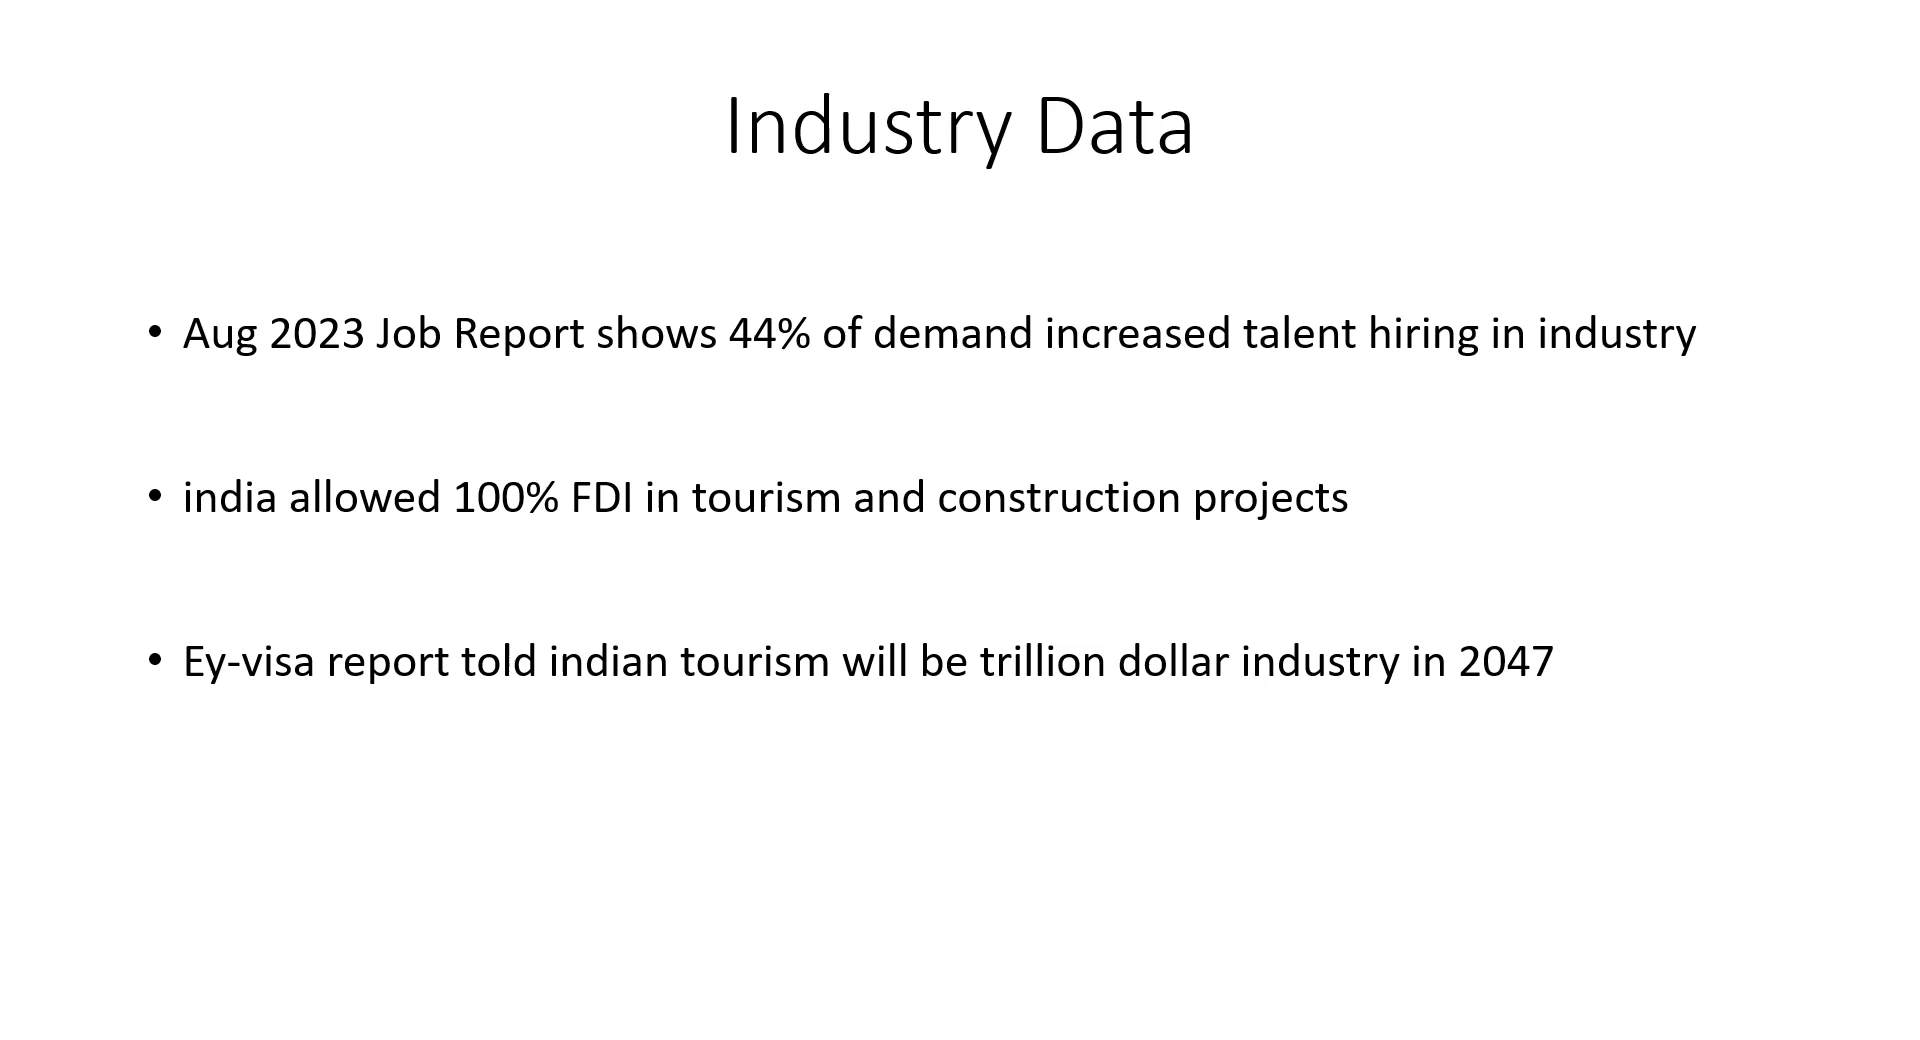 Industry Data
• Aug 2023 Job Report shows 44% of demand increased talent hiring in industry
• india allowed 100% FDI in tourism and construction projects
• Ey-visa report told indian tourism will be trillion dollar industry in 2047